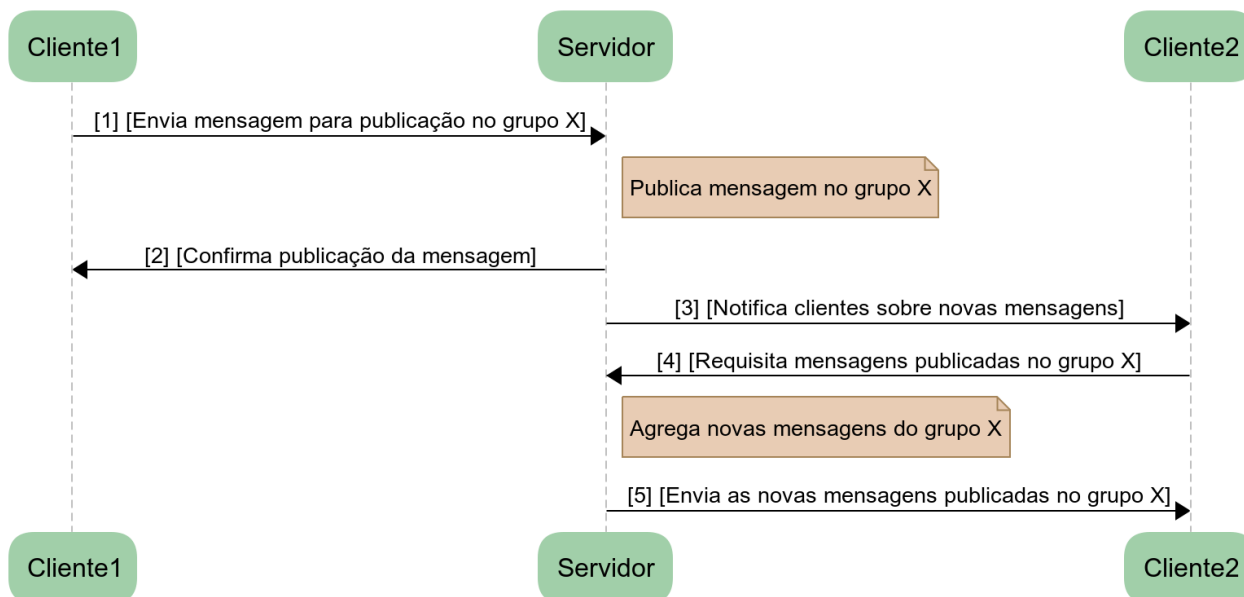 Cliente1
Servidor
Cliente2
[1] [Envia mensagem para publicação no grupo X]
Publica mensagem no grupo X
[2] [Confirma publicação da mensagem]
[3] [Notifica clientes sobre novas mensagens]
[4] [Requisita mensagens publicadas no grupo X]
Agrega novas mensagens do grupo X
[5] [Envia as novas mensagens publicadas no grupo X]
Cliente1
Servidor
Cliente2